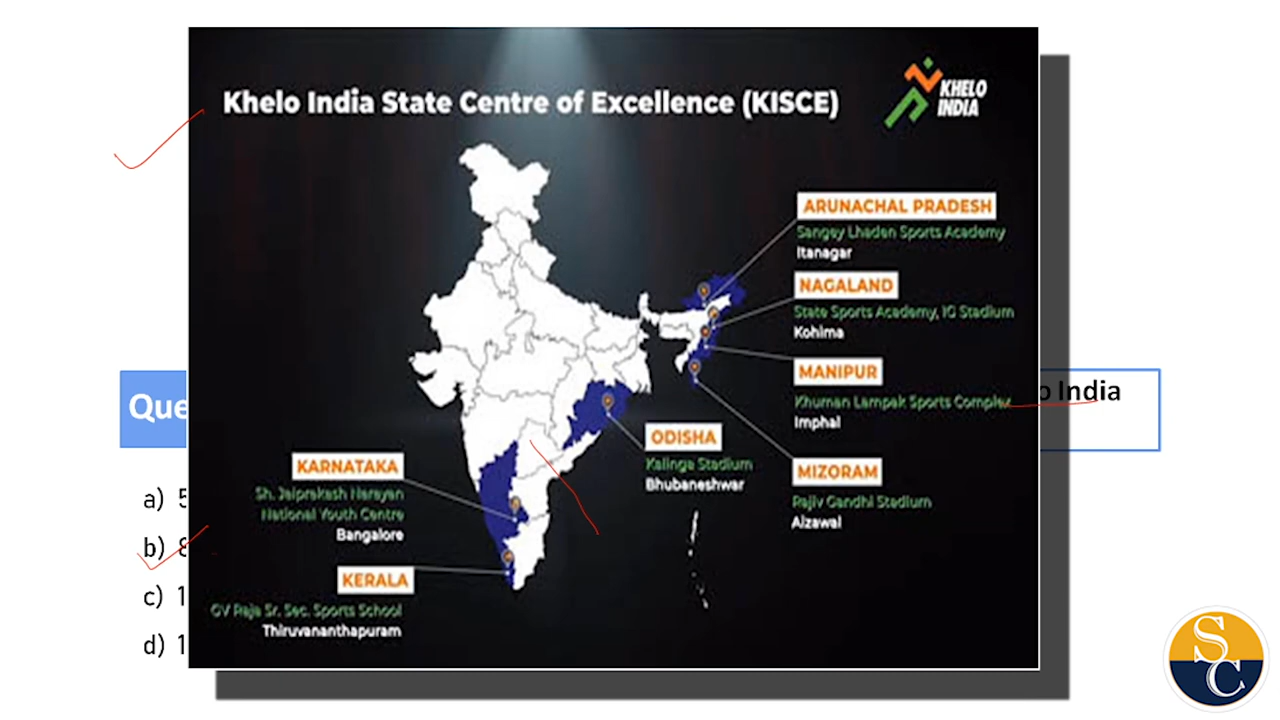 Khelo India State Centre of Excellence (KISCE)
KHELO
INDIA
ARUNACHAL PRADESH
Sangey Lhaden Sports Academy
Itanagar
NAGALAND
State Sports Academy, IG Stadium
Kohima
MANIPUR
Khuman Lampak Sports Complex
Imphal
MIZORAM
Rajiv Gandhi Stadium
Aizawal
ODISHA
Kalinga Stadium
Bhubaneshwar
KARNATAKA
Sh. Jaiprakash Narayan
National Youth Centre
Bangalore
KERALA
GV Raja Sr. Sec. Sports School
Thiruvananthapuram
Que
India
a) 5
b) 8
c) 1
d) 1
SC